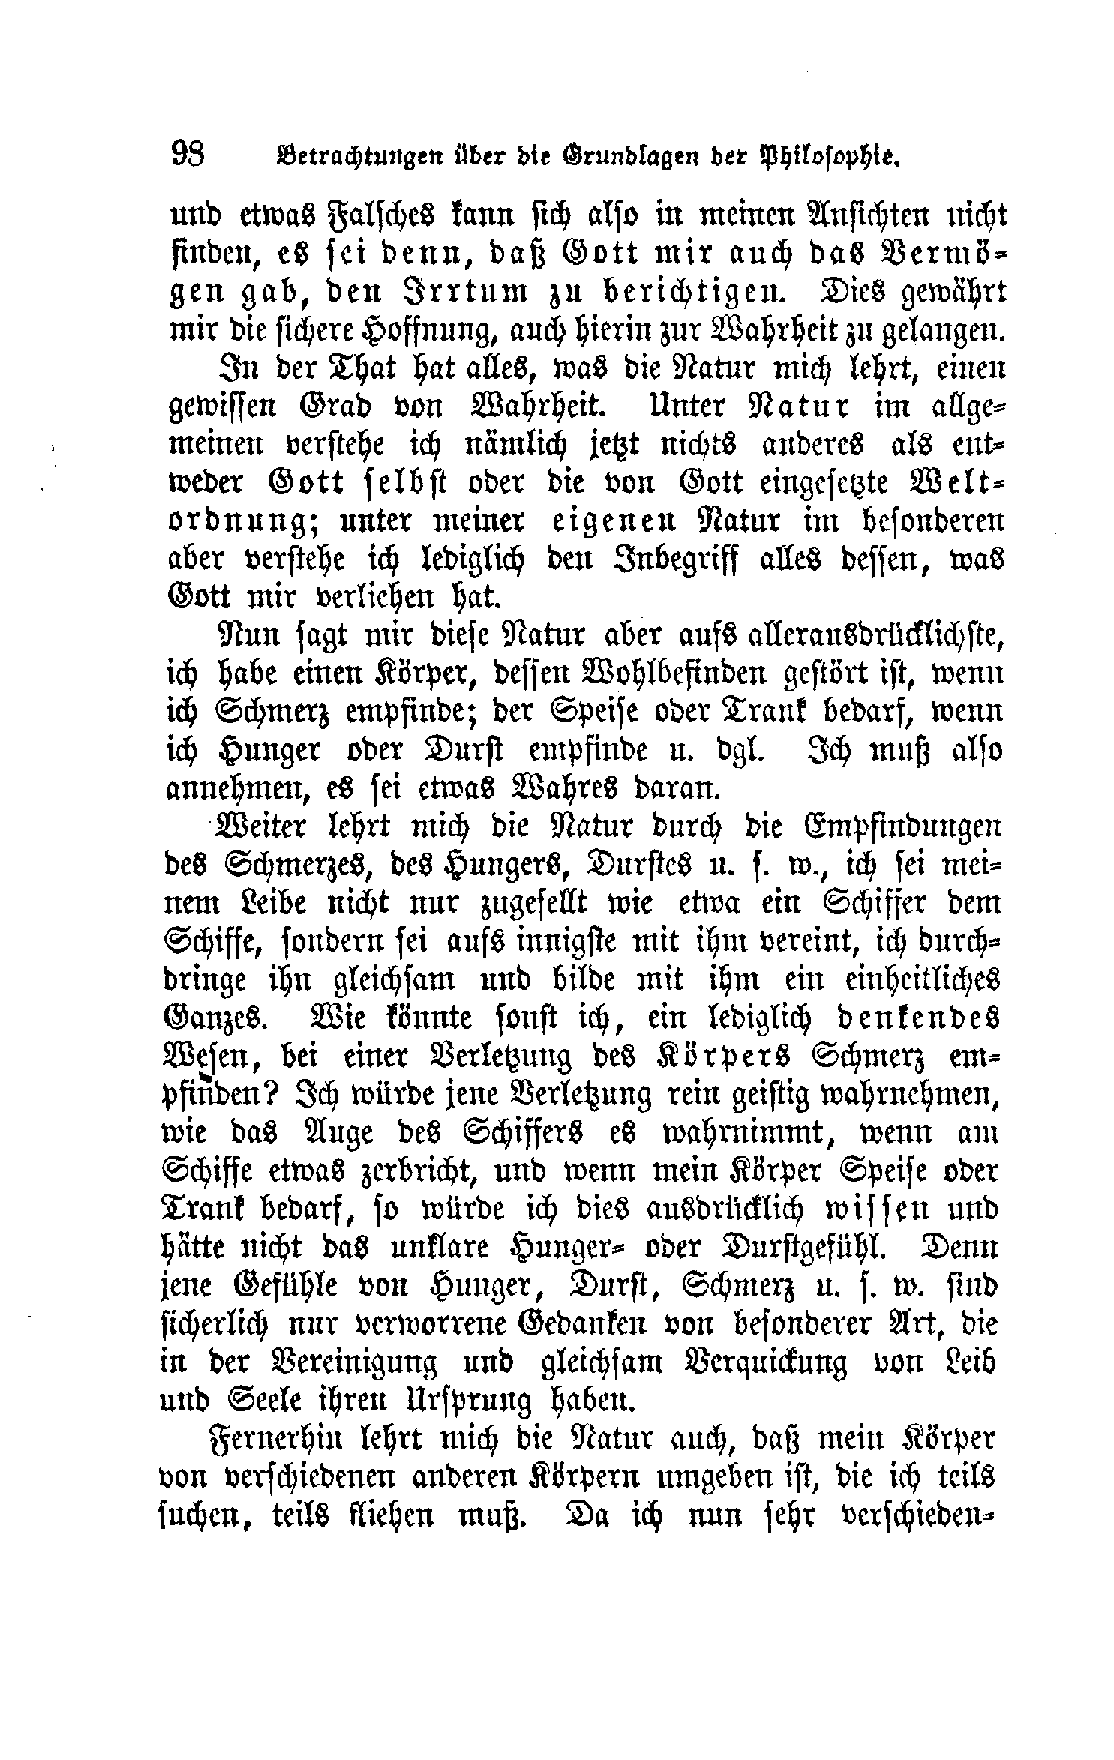 98 Betrachtungen über die Grundlagen der Philosophie.
und etwas Falsches kann sich also in meinen Ansichten nicht
finden, es sei denn, daß Gott mir auch das Vermö-
gen gab, den Irrtum zu berichtigen. Dies gewährt
mir die sichere Hoffnung, auch hierin zur Wahrheit zu gelangen.
In der That hat alles, was die Natur mich lehrt, einen
gewissen Grad von Wahrheit. Unter Natur im allge-
meinen verstehe ich nämlich jetzt nichts anderes als ent-
weder Gott selbst oder die von Gott eingesetzte Welt-
ordnung; unter meiner eigenen Natur im besonderen
aber verstehe ich lediglich den Inbegriff alles dessen, was
Gott mir verliehen hat.
Nun sagt mir diese Natur aber aufs allerausdrücklichste,
ich habe einen Körper, dessen Wohlbefinden gestört ist, wenn
ich Schmerz empfinde; der Speise oder Trank bedarf, wenn
ich Hunger oder Durst empfinde u. dgl. Ich muß also
annehmen, es sei etwas Wahres daran.
Weiter lehrt mich die Natur durch die Empfindungen
des Schmerzes, des Hungers, Durstes u. s. w., ich sei mei-
nem Leibe nicht nur zugesellt wie etwa ein Schiffer dem
Schiffe, sondern sei aufs innigste mit ihm vereint, ich durch-
dringe ihn gleichsam und bilde mit ihm ein einheitliches
Ganzes. Wie könnte sonst ich, ein lediglich denkendes
Wesen, bei einer Verletzung des Körpers Schmerz em-
pfinden? Ich würde jene Verletzung rein geistig wahrnehmen,
wie das Auge des Schiffers es wahrnimmt, wenn am
Schiffe etwas zerbricht, und wenn mein Körper Speise oder
Trank bedarf, so würde ich dies ausdrücklich wissen und
hätte nicht das unklare Hunger- oder Durstgefühl. Denn
jene Gefühle von Hunger, Durst, Schmerz u. s. w. sind
sicherlich nur verworrene Gedanken von besonderer Art, die
in der Vereinigung und gleichsam Verquickung von Leib
und Seele ihren Ursprung haben.
Fernerhin lehrt mich die Natur auch, daß mein Körper
von verschiedenen anderen Körpern umgeben ist, die ich teils
suchen, teils fliehen muß. Da ich nun sehr verschieden-